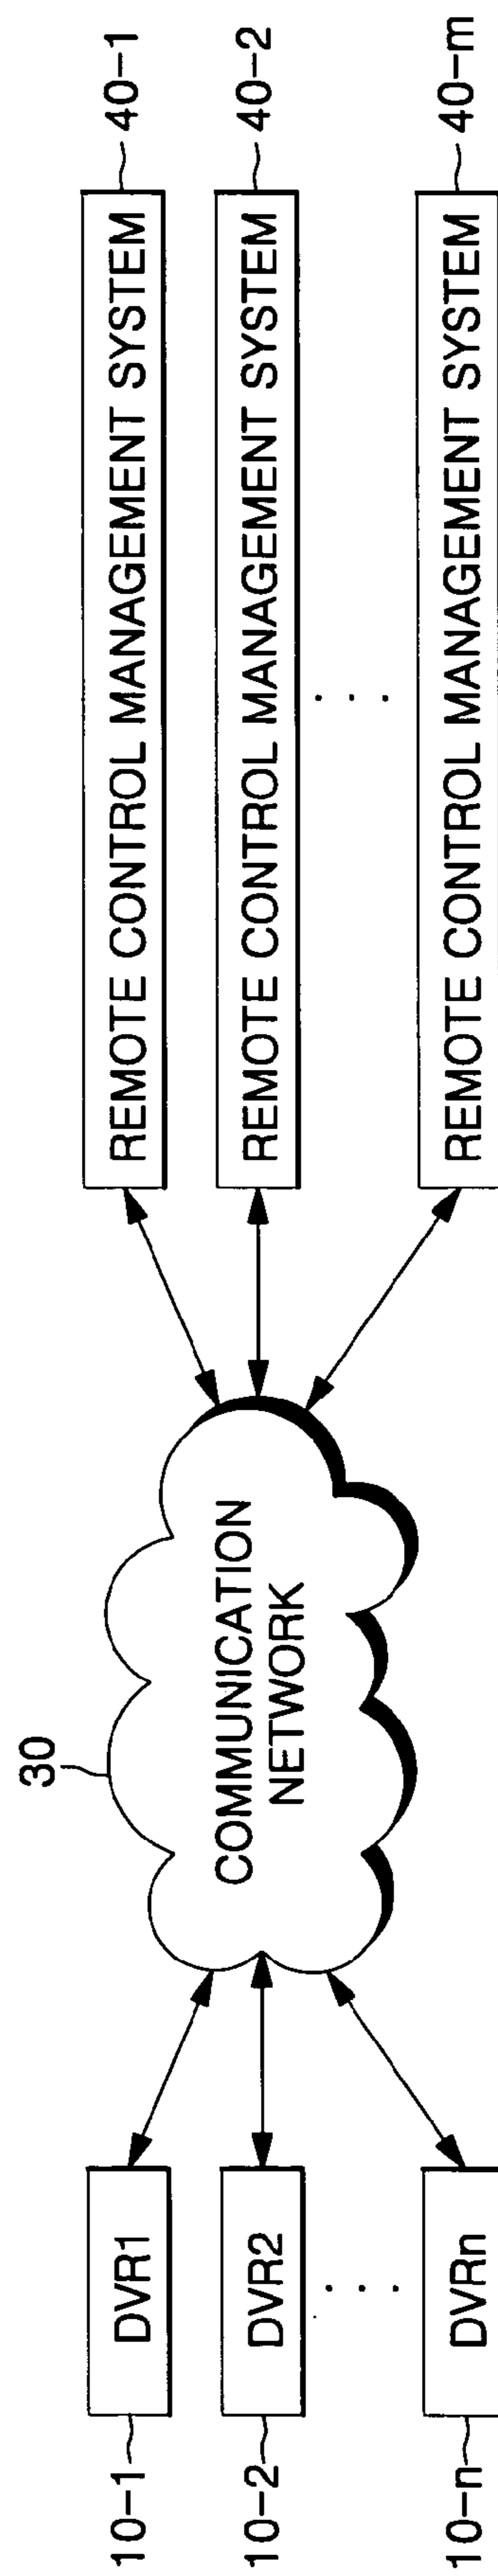 30
10-1
DVR1
10-2
DVR2
. . .
10-n
DVRn
COMMUNICATION
NETWORK
REMOTE CONTROL MANAGEMENT SYSTEM
40-1
REMOTE CONTROL MANAGEMENT SYSTEM
40-2
. . .
REMOTE CONTROL MANAGEMENT SYSTEM
40-m